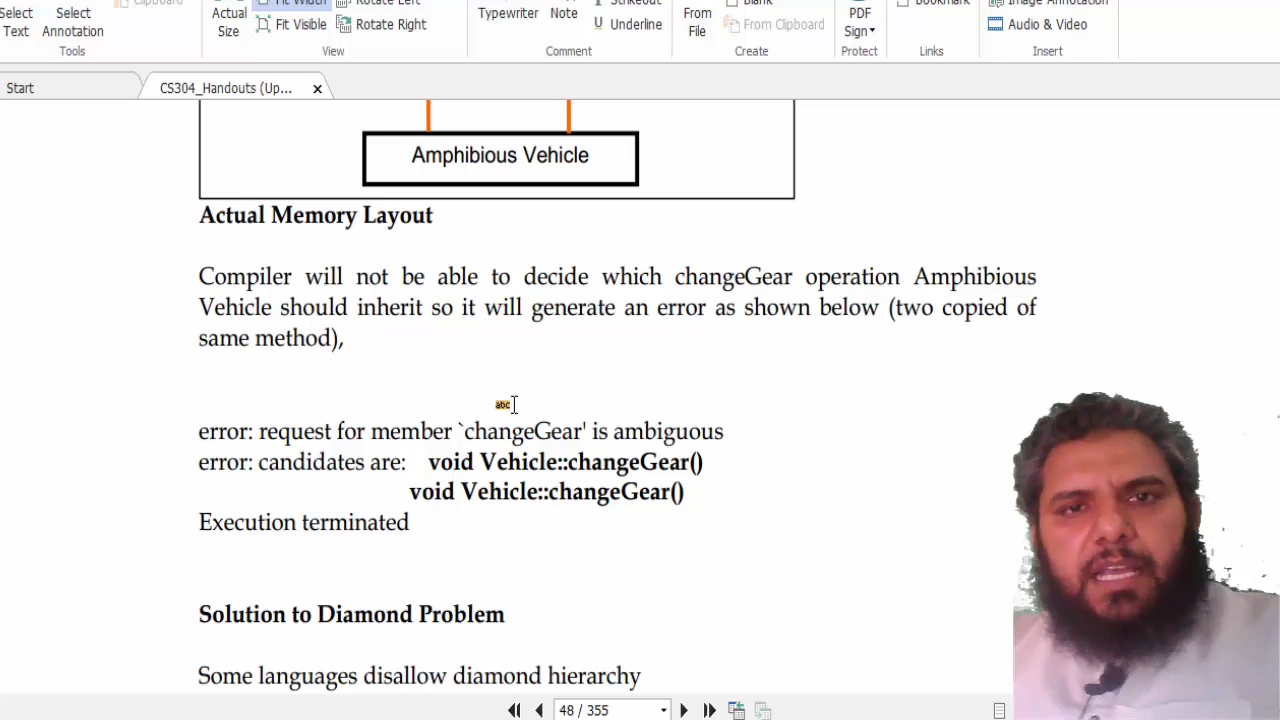 Clipboard
Fit Width
Rotate Left
Strikeout
Blank
Bookmark
Image Annotation
Select Text
Select Annotation
Actual Size
Fit Visible
Rotate Right
Typewriter
Note
Underline
From File
From Clipboard
PDF Sign
Audio & Video
Tools
View
Comment
Create
Protect
Links
Insert
Start
CS304_Handouts (Up...
Amphibious Vehicle
Actual Memory Layout
Compiler will not be able to decide which changeGear operation Amphibious
Vehicle should inherit so it will generate an error as shown below (two copied of
same method),
abc
error: request for member `changeGear' is ambiguous
error: candidates are: void Vehicle::changeGear()
void Vehicle::changeGear()
Execution terminated
Solution to Diamond Problem
Some languages disallow diamond hierarchy
48 / 355